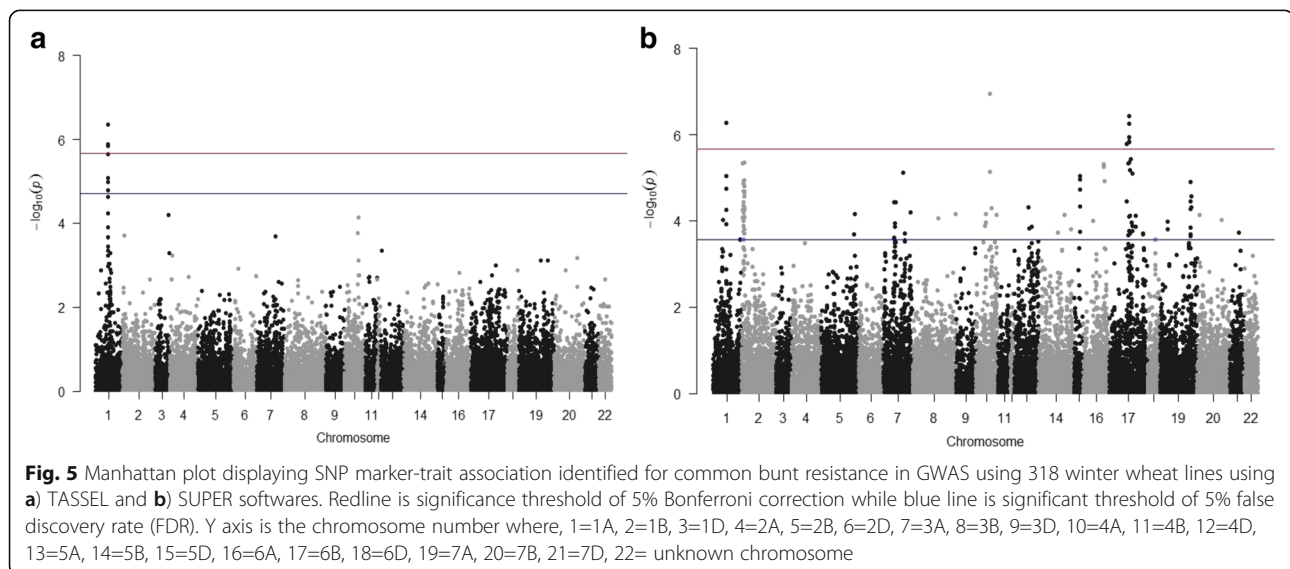 a
8
6
4
2
0
−log10(p)
1 2 3 4 5 6 7 8 9 11 14 16 17 19 20 22
Chromosome
b
8
6
4
2
0
−log10(p)
1 2 3 4 5 6 7 8 9 11 14 16 17 19 20 22
Chromosome
Fig. 5 Manhattan plot displaying SNP marker-trait association identified for common bunt resistance in GWAS using 318 winter wheat lines using
a) TASSEL and b) SUPER softwares. Redline is significance threshold of 5% Bonferroni correction while blue line is significant threshold of 5% false
discovery rate (FDR). Y axis is the chromosome number where, 1=1A, 2=1B, 3=1D, 4=2A, 5=2B, 6=2D, 7=3A, 8=3B, 9=3D, 10=4A, 11=4B, 12=4D,
13=5A, 14=5B, 15=5D, 16=6A, 17=6B, 18=6D, 19=7A, 20=7B, 21=7D, 22= unknown chromosome